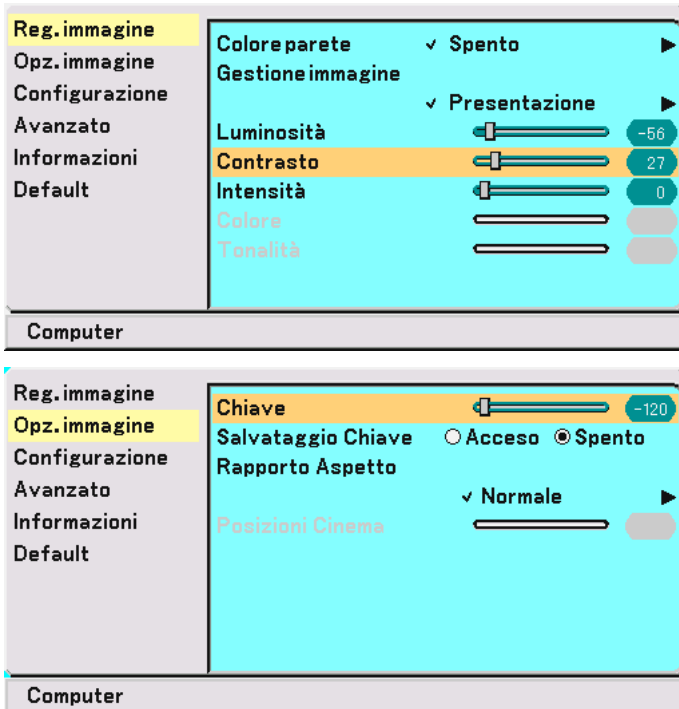 Reg. immagine
Opz. immagine
Configurazione
Avanzato
Informazioni
Default
Colore parete ✓ Spento
Gestione immagine
✓ Presentazione
Luminosità -56
Contrasto 27
Intensità 0
Colore
Tonalità
Computer
Reg. immagine
Opz. immagine
Configurazione
Avanzato
Informazioni
Default
Chiave -120
Salvataggio Chiave Acceso Spento
Rapporto Aspetto
✓ Normale
Posizioni Cinema
Computer